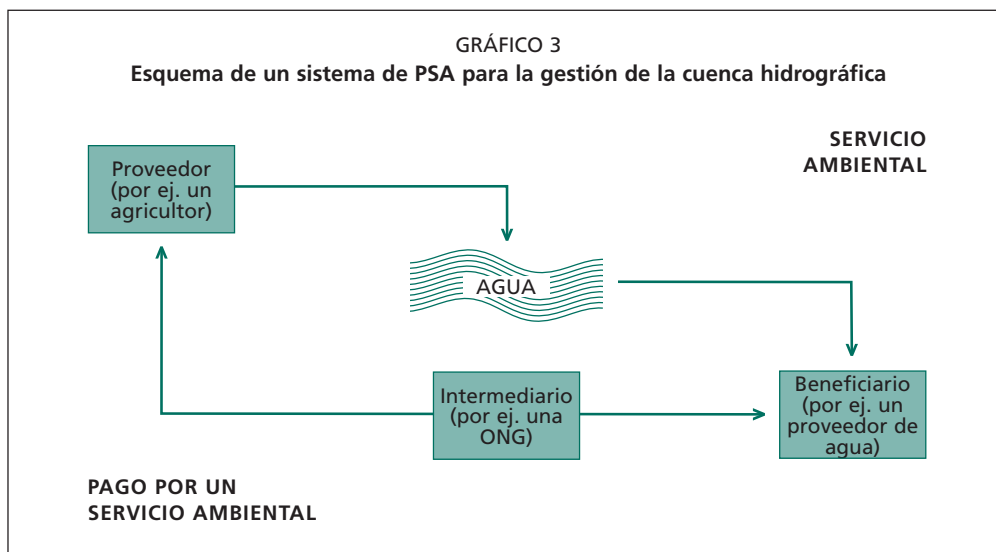 GRÁFICO 3
Esquema de un sistema de PSA para la gestión de la cuenca hidrográfica
SERVICIO
AMBIENTAL
Proveedor
(por ej. un
agricultor)
AGUA
Intermediario
(por ej. una
ONG)
Beneficiario
(por ej. un
proveedor de
agua)
PAGO POR UN
SERVICIO AMBIENTAL